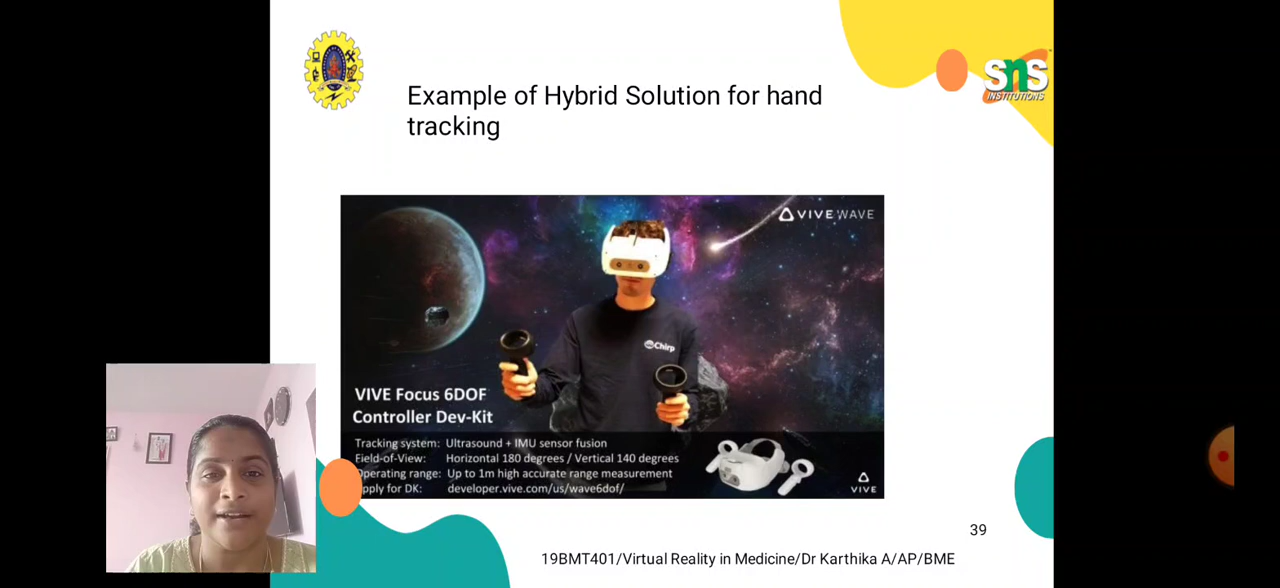 SNS
INSTITUTIONS
Example of Hybrid Solution for hand
tracking
VIVE WAVE
Chirp
VIVE Focus 6DOF
Controller Dev-Kit
Tracking system: Ultrasound + IMU sensor fusion
Field-of-View: Horizontal 180 degrees / Vertical 140 degrees
Operating range: Up to 1m high accurate range measurement
pply for DK: developer.vive.com/us/wave6dof/
VIVE
39
19BMT401/Virtual Reality in Medicine/Dr Karthika A/AP/BME